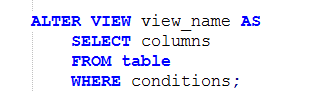 ALTER VIEW view_name AS
SELECT columns
FROM table
WHERE conditions;